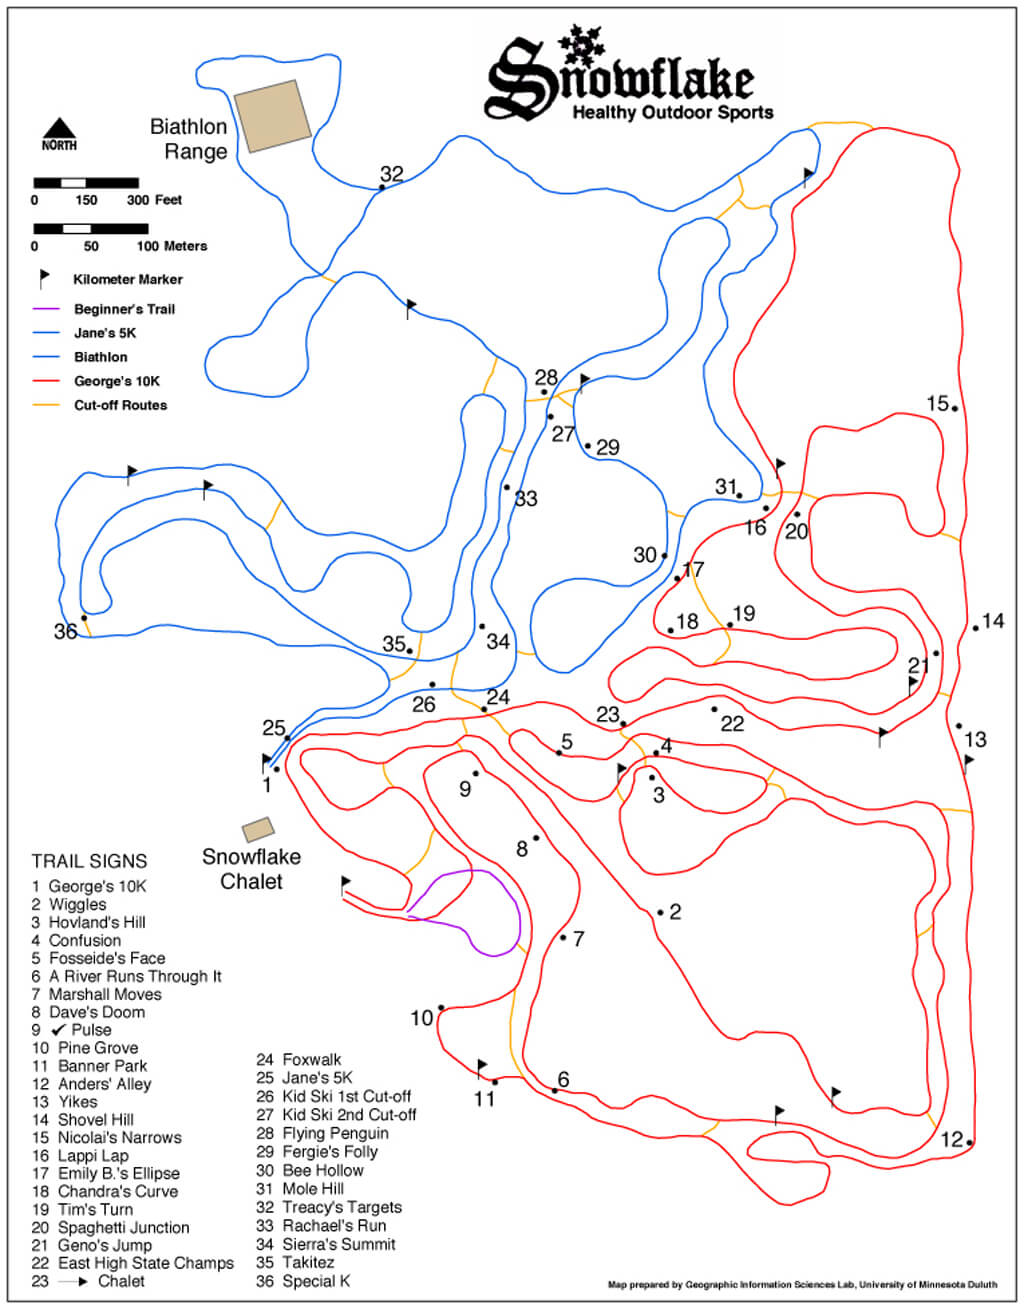 Snowflake
Healthy Outdoor Sports
Biathlon
Range
NORTH
0 150 300 Feet
0 50 100 Meters
Kilometer Marker
Beginner's Trail
Jane's 5K
Biathlon
George's 10K
Cut-off Routes
32
28
27
29
15
31
16
20
33
30
17
18
19
14
36
35
34
21
26
24
25
23
22
13
5
4
1
9
3
8
Snowflake
Chalet
2
7
10
11
6
12
TRAIL SIGNS
1 George's 10K
2 Wiggles
3 Hovland's Hill
4 Confusion
5 Fosseide's Face
6 A River Runs Through It
7 Marshall Moves
8 Dave's Doom
9 ✓ Pulse
10 Pine Grove
11 Banner Park
12 Anders' Alley
13 Yikes
14 Shovel Hill
15 Nicolai's Narrows
16 Lappi Lap
17 Emily B.'s Ellipse
18 Chandra's Curve
19 Tim's Turn
20 Spaghetti Junction
21 Geno's Jump
22 East High State Champs
23 → Chalet
24 Foxwalk
25 Jane's 5K
26 Kid Ski 1st Cut-off
27 Kid Ski 2nd Cut-off
28 Flying Penguin
29 Fergie's Folly
30 Bee Hollow
31 Mole Hill
32 Treacy's Targets
33 Rachael's Run
34 Sierra's Summit
35 Takitez
36 Special K
Map prepared by Geographic Information Sciences Lab, University of Minnesota Duluth